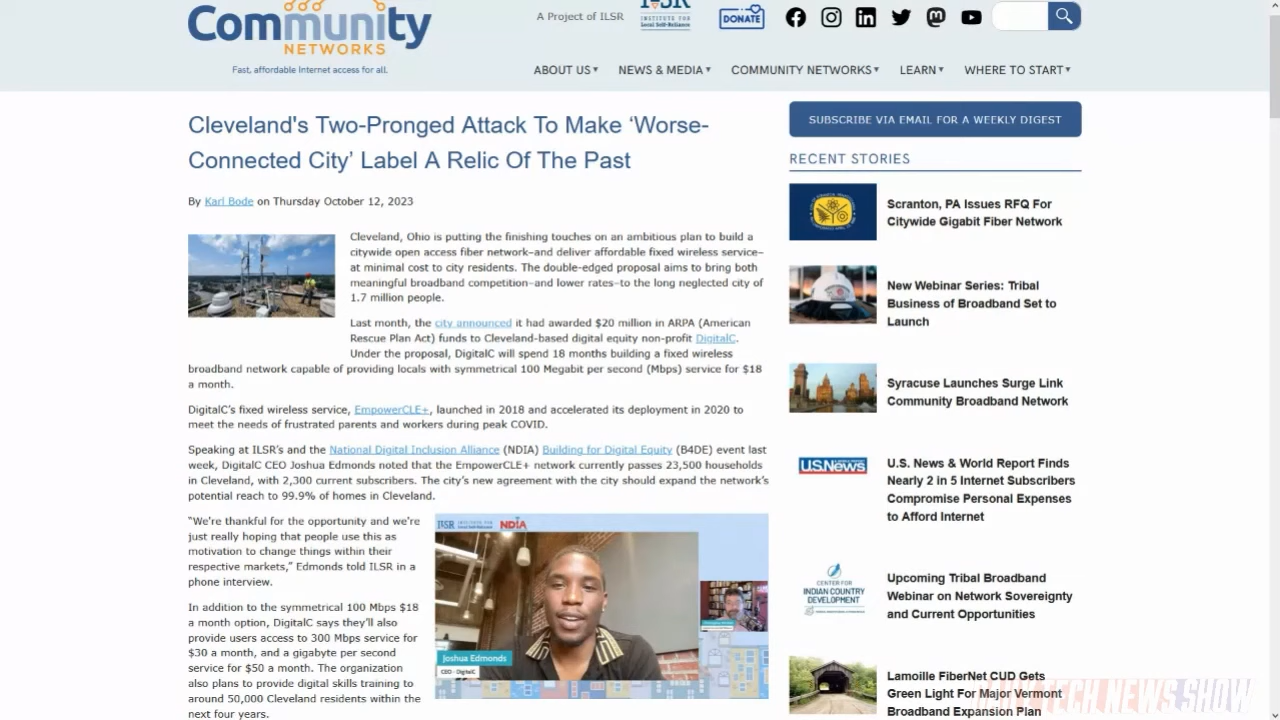 Community
NETWORKS
Fast, affordable Internet access for all.
A Project of ILSR
ILSR
INSTITUTE FOR
Local Self-Reliance
DONATE
ABOUT US
NEWS & MEDIA
COMMUNITY NETWORKS
LEARN
WHERE TO START
Cleveland's Two-Pronged Attack To Make ‘Worse-
Connected City’ Label A Relic Of The Past
By Karl Bode on Thursday October 12, 2023
Cleveland, Ohio is putting the finishing touches on an ambitious plan to build a
citywide open access fiber network–and deliver affordable fixed wireless service–
at minimal cost to city residents. The double-edged proposal aims to bring both
meaningful broadband competition–and lower rates–to the long neglected city of
1.7 million people.
Last month, the city announced it had awarded $20 million in ARPA (American
Rescue Plan Act) funds to Cleveland-based digital equity non-profit DigitalC.
Under the proposal, DigitalC will spend 18 months building a fixed wireless
broadband network capable of providing locals with symmetrical 100 Megabit per second (Mbps) service for $18
a month.
DigitalC’s fixed wireless service, EmpowerCLE+, launched in 2018 and accelerated its deployment in 2020 to
meet the needs of frustrated parents and workers during peak COVID.
Speaking at ILSR’s and the National Digital Inclusion Alliance (NDIA) Building for Digital Equity (B4DE) event last
week, DigitalC CEO Joshua Edmonds noted that the EmpowerCLE+ network currently passes 23,500 households
in Cleveland, with 2,300 current subscribers. The city’s new agreement with the city should expand the network’s
potential reach to 99.9% of homes in Cleveland.
“We’re thankful for the opportunity and we’re
just really hoping that people use this as
motivation to change things within their
respective markets,” Edmonds told ILSR in a
phone interview.
In addition to the symmetrical 100 Mbps $18
a month option, DigitalC says they’ll also
provide users access to 300 Mbps service for
$30 a month, and a gigabyte per second
service for $50 a month. The organization
also plans to provide digital skills training to
around 50,000 Cleveland residents within the
next four years.
ILSR INSTITUTE FOR
Local Self-Reliance
NDIA
Joshua Edmonds
CEO - DigitalC
SUBSCRIBE VIA EMAIL FOR A WEEKLY DIGEST
RECENT STORIES
Scranton, PA Issues RFQ For
Citywide Gigabit Fiber Network
New Webinar Series: Tribal
Business of Broadband Set to
Launch
Syracuse Launches Surge Link
Community Broadband Network
U.S.News
U.S. News & World Report Finds
Nearly 2 in 5 Internet Subscribers
Compromise Personal Expenses
to Afford Internet
CENTER FOR
INDIAN COUNTRY
DEVELOPMENT
Upcoming Tribal Broadband
Webinar on Network Sovereignty
and Current Opportunities
Lamoille FiberNet CUD Gets
Green Light For Major Vermont
Broadband Expansion Plan
DAILY TECH NEWS SHOW